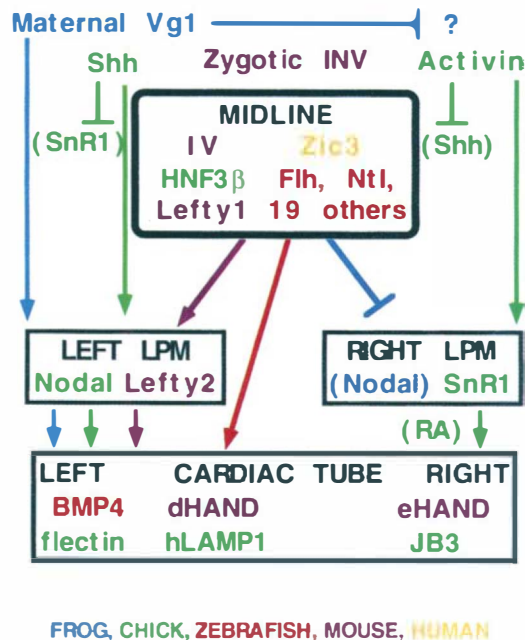 Maternal Vg1 ?
Shh Zygotic INV Activin
MIDLINE
(SnR1) IV Zic3 (Shh)
HNF3β Flh, Ntl,
Lefty1 19 others
LEFT LPM RIGHT LPM
Nodal Lefty2 (Nodal) SnR1
(RA)
LEFT CARDIAC TUBE RIGHT
BMP4 dHAND eHAND
flectin hLAMP1 JB3
FROG, CHICK, ZEBRAFISH, MOUSE, HUMAN